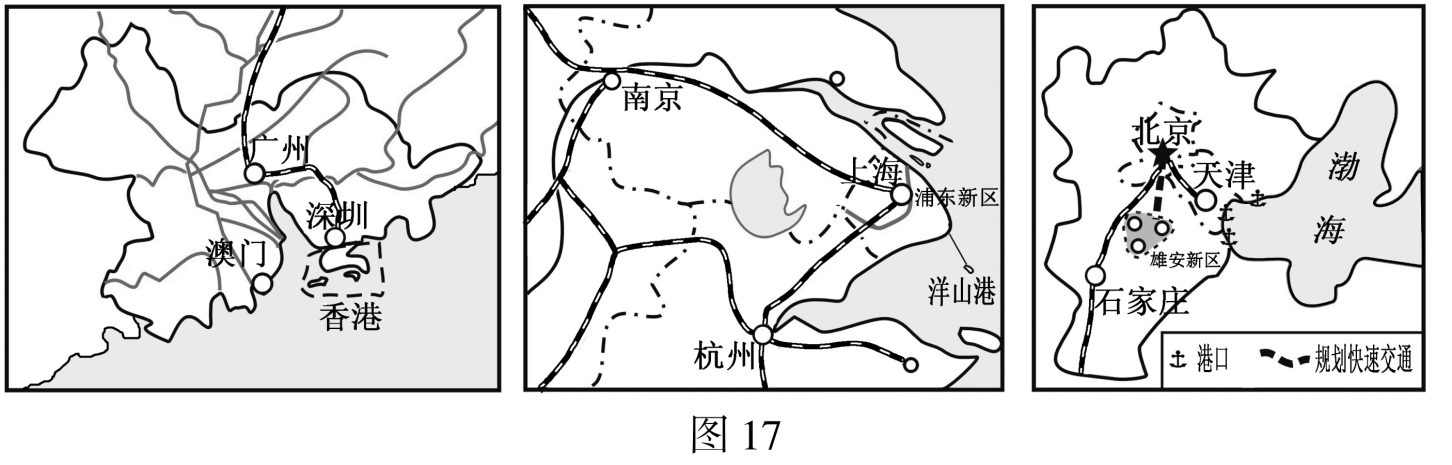 广州
深圳
澳门
香港
南京
上海
浦东新区
洋山港
杭州
北京
天津
渤
海
雄安新区
石家庄
港口
规划快速交通
图 17